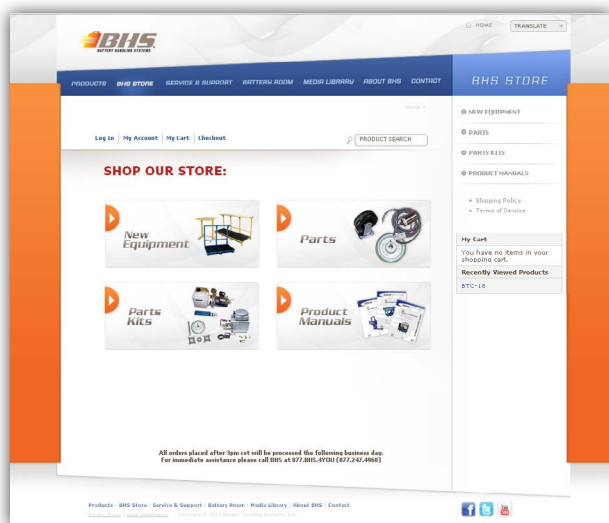 HOME
TRANSLATE
BHS
BATTERY HANDLING SYSTEMS
PRODUCTS BHS STORE SERVICE & SUPPORT BATTERY ROOM MEDIA LIBRARY ABOUT BHS CONTACT
BHS STORE
NEW EQUIPMENT
PARTS
PARTS KITS
PRODUCT MANUALS
Shipping Policy
Terms of Service
My Cart
You have no items in your
shopping cart.
Recently Viewed Products
BTC-18
Log In | My Account | My Cart | Checkout
PRODUCT SEARCH
SHOP OUR STORE:
New
Equipment
Parts
Parts
Kits
Product
Manuals
All orders placed after 3pm cst will be processed the following business day.
For immediate assistance please call BHS at 877.BHS.4YOU (877.247.4968)
Products | BHS Store | Service & Support | Battery Room | Media Library | About BHS | Contact